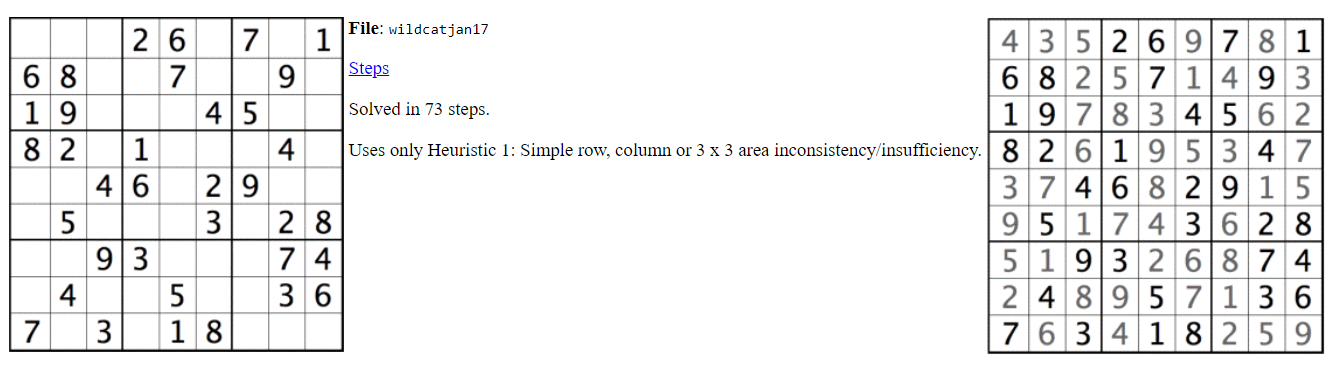 2 6 7 1
6 8 7 9
1 9 4 5
8 2 1 4
4 6 2 9
5 3 2 8
9 3 7 4
4 5 3 6
7 3 1 8
File: wildcatjan17
Steps
Solved in 73 steps.
Uses only Heuristic 1: Simple row, column or 3 x 3 area inconsistency/insufficiency.
4 3 5 2 6 9 7 8 1
6 8 2 5 7 1 4 9 3
1 9 7 8 3 4 5 6 2
8 2 6 1 9 5 3 4 7
3 7 4 6 8 2 9 1 5
9 5 1 7 4 3 6 2 8
5 1 9 3 2 6 8 7 4
2 4 8 9 5 7 1 3 6
7 6 3 4 1 8 2 5 9